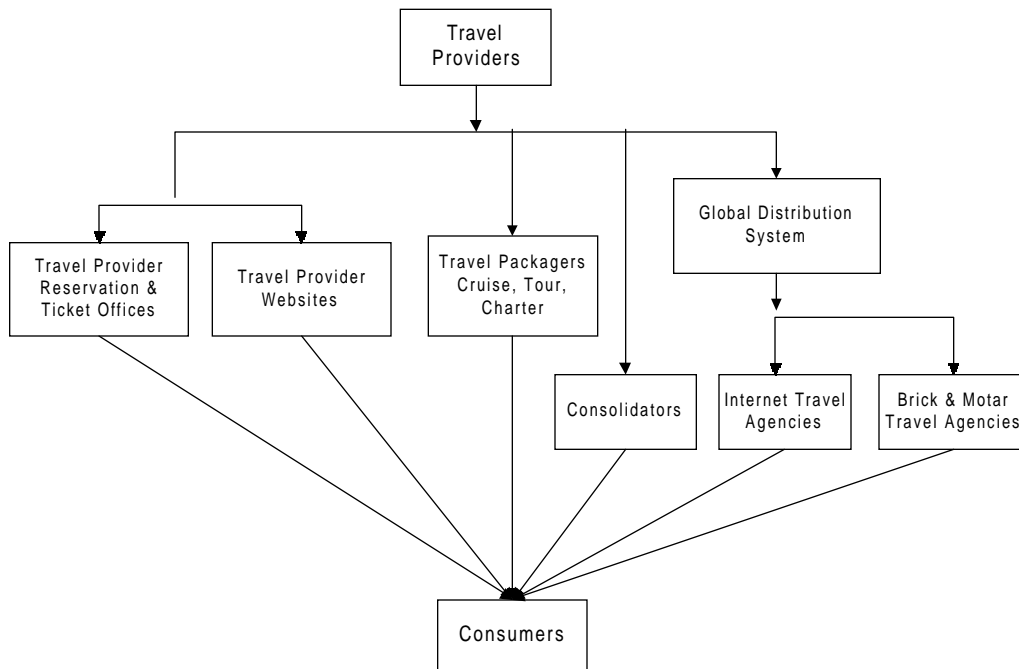 Travel
Providers
Global Distribution
System
Travel Provider
Reservation &
Ticket Offices
Travel Provider
Websites
Travel Packagers
Cruise, Tour,
Charter
Consolidators
Internet Travel
Agencies
Brick & Motar
Travel Agencies
Consumers